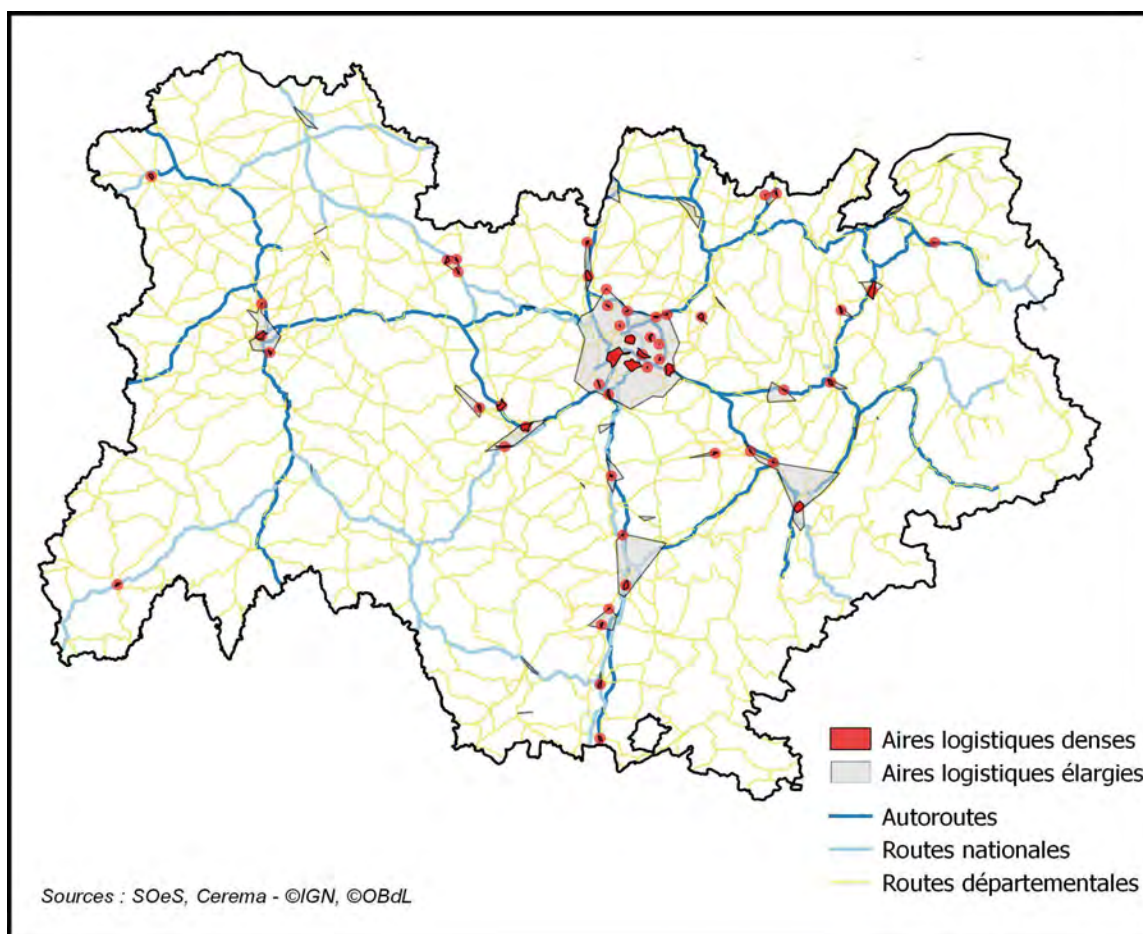 Aires logistiques denses
Aires logistiques élargies
Autoroutes
Routes nationales
Routes départementales
Sources : SOeS, Cerema - ©IGN, ©OBdL